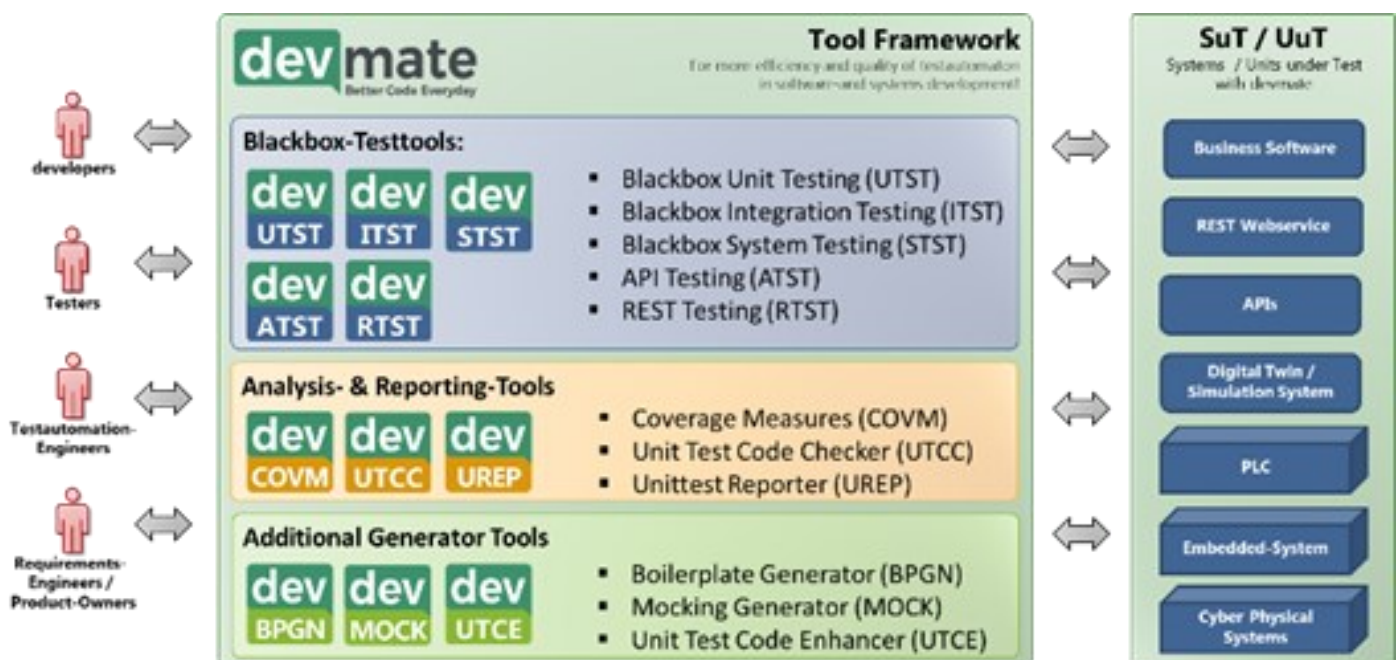 developers
Testers
Testautomation-
Engineers
Requirements-
Engineers /
Product-Owners
devmate
Better Code Everyday
Tool Framework
For more efficiency and quality of testautomaton
in software-and systems development!
Blackbox-Testtools:
dev
UTST
dev
ITST
dev
STST
dev
ATST
dev
RTST
▪ Blackbox Unit Testing (UTST)
▪ Blackbox Integration Testing (ITST)
▪ Blackbox System Testing (STST)
▪ API Testing (ATST)
▪ REST Testing (RTST)
Analysis- & Reporting-Tools
dev
COVM
dev
UTCC
dev
UREP
▪ Coverage Measures (COVM)
▪ Unit Test Code Checker (UTCC)
▪ Unittest Reporter (UREP)
Additional Generator Tools
dev
BPGN
dev
MOCK
dev
UTCE
▪ Boilerplate Generator (BPGN)
▪ Mocking Generator (MOCK)
▪ Unit Test Code Enhancer (UTCE)
SuT / UuT
Systems / Units under Test
with devmate
Business Software
REST Webservice
APIs
Digital Twin /
Simulation System
PLC
Embedded-System
Cyber Physical
Systems